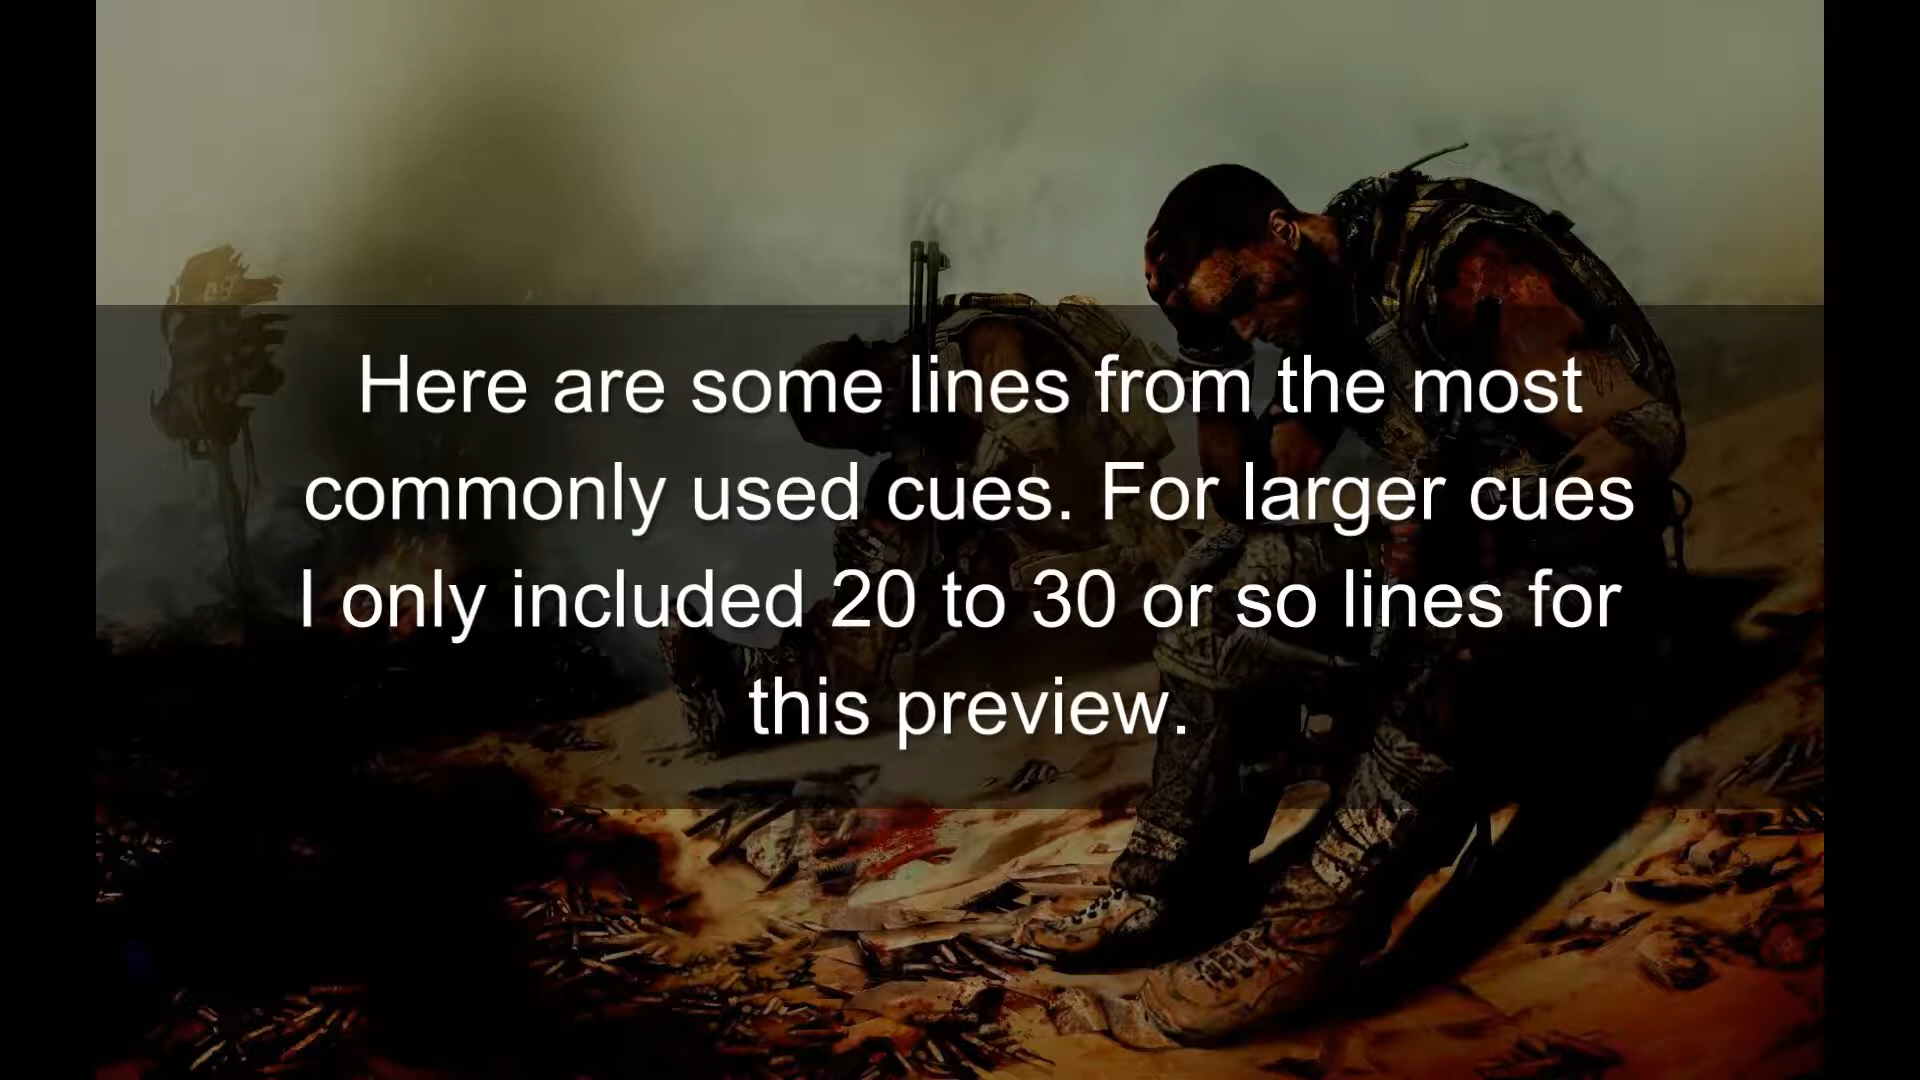 Here are some lines from the most
commonly used cues. For larger cues
I only included 20 to 30 or so lines for
this preview.